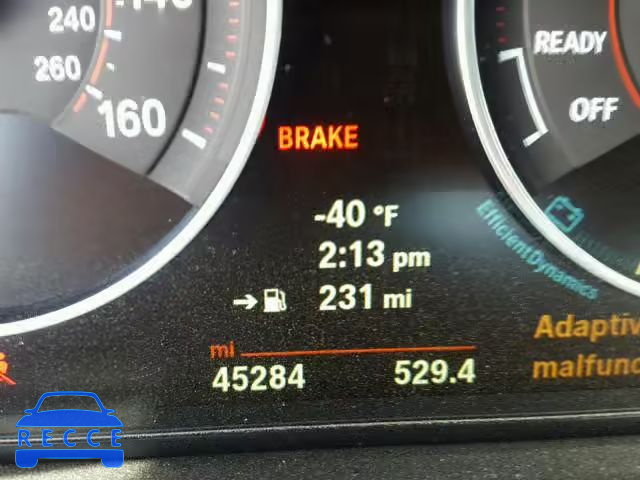 140
240
260
160
READY
OFF
BRAKE
-40 °F
2:13 pm
231 mi
EfficientDynamics
mi
45284 529.4
Adaptiv
malfunc
RECCE